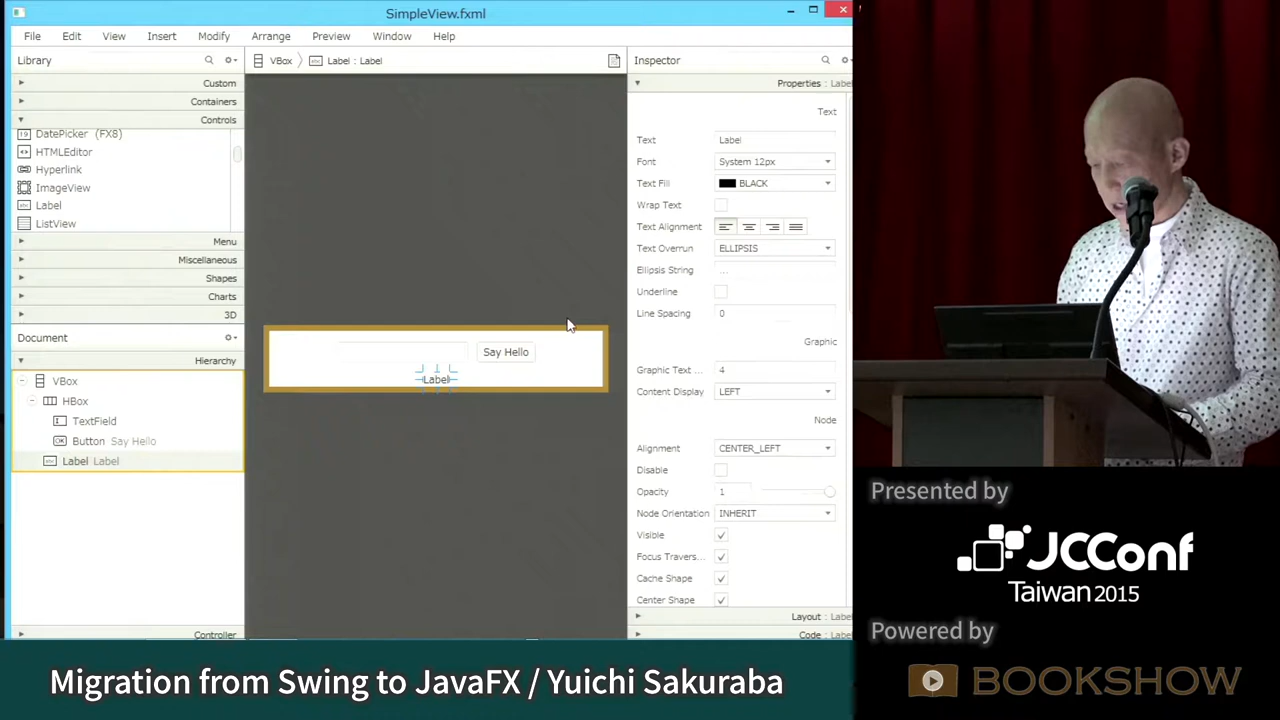 SimpleView.fxml
File Edit View Insert Modify Arrange Preview Window Help
Library
Custom
Containers
Controls
DatePicker (FX8)
HTMLEditor
Hyperlink
ImageView
Label
ListView
Menu
Miscellaneous
Shapes
Charts
3D
Document
Hierarchy
VBox
HBox
TextField
Button Say Hello
Label Label
Controller
VBox Label : Label
Say Hello
Label
Inspector
Properties : Label
Text
Text Label
Font System 12px
Text Fill BLACK
Wrap Text
Text Alignment
Text Overrun ELLIPSIS
Ellipsis String ...
Underline
Line Spacing 0
Graphic
Graphic Text ... 4
Content Display LEFT
Node
Alignment CENTER_LEFT
Disable
Opacity 1
Node Orientation INHERIT
Visible
Focus Travers...
Cache Shape
Center Shape
Layout : Label
Code : Label
Presented by
JCConf
Taiwan 2015
Powered by
BOOKSHOW
Migration from Swing to JavaFX / Yuichi Sakuraba